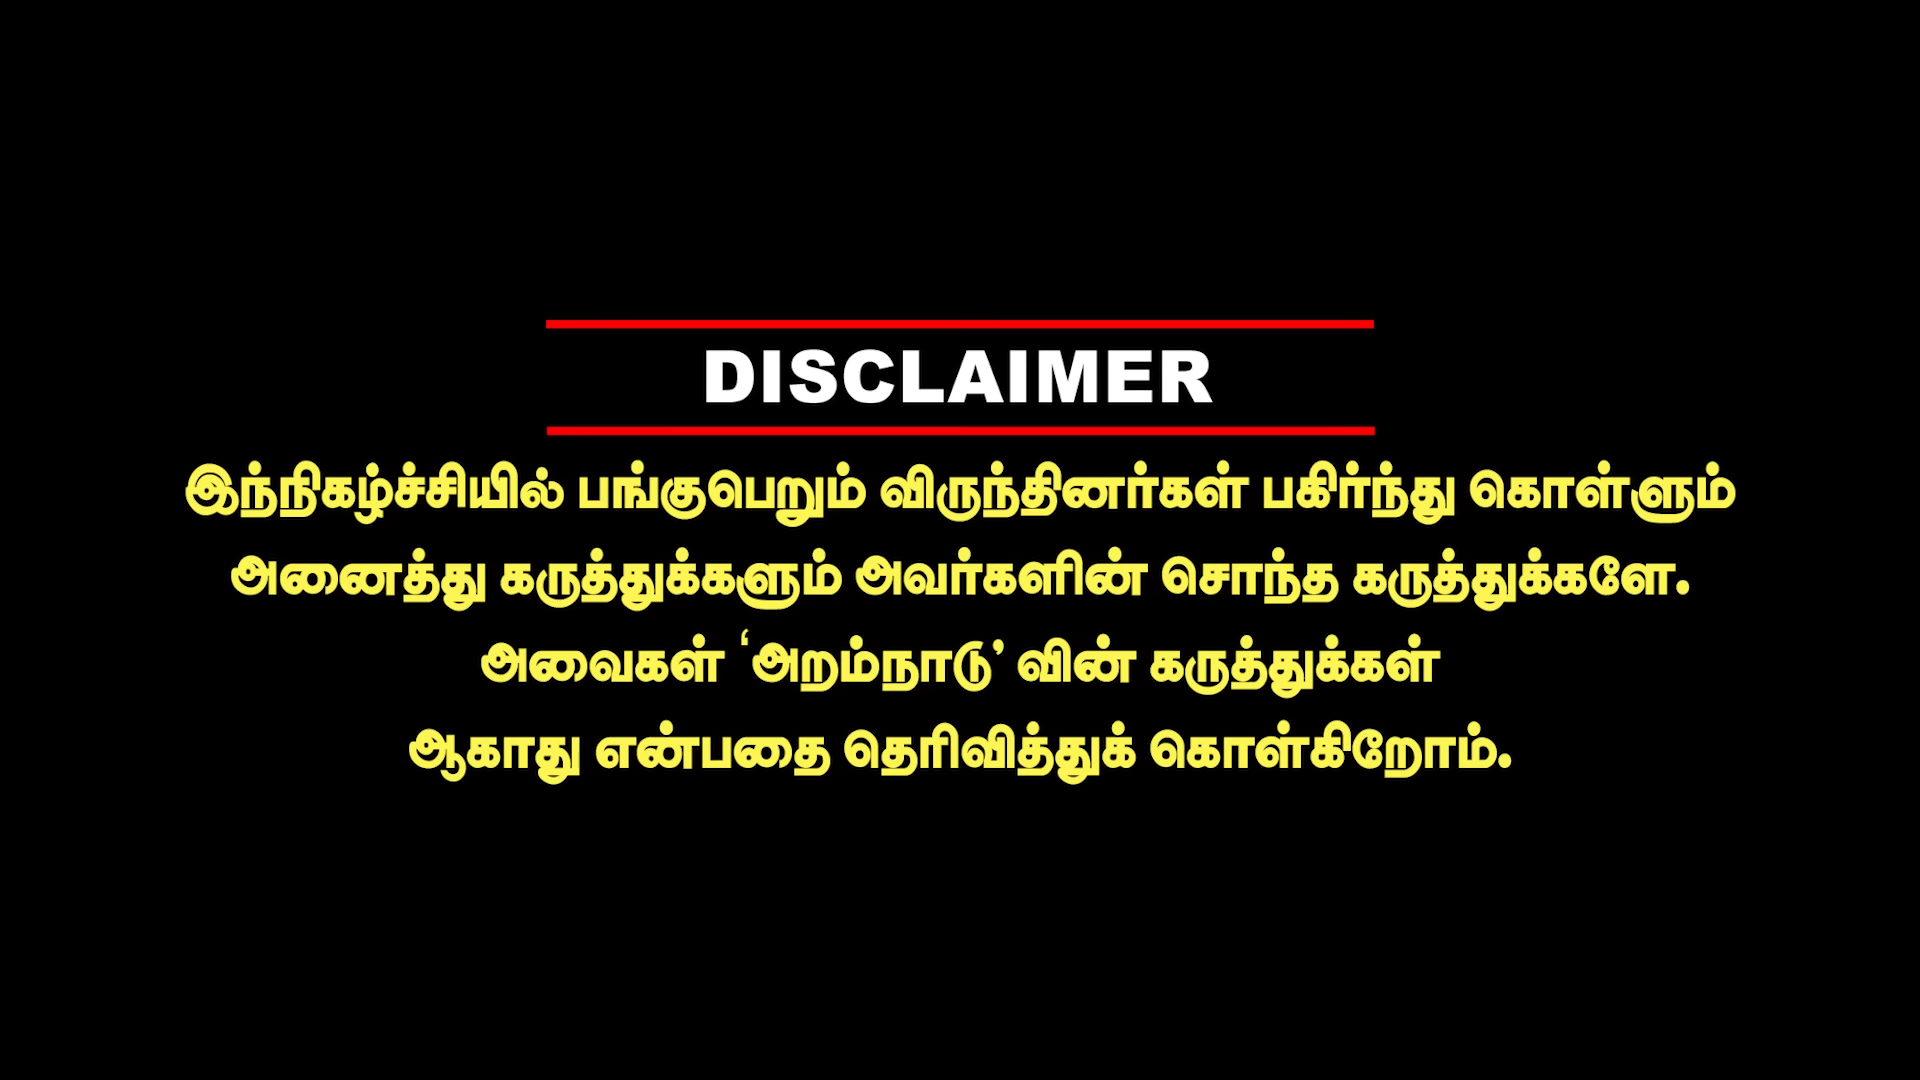 DISCLAIMER
இந்நிகழ்ச்சியில் பங்குபெறும் விருந்தினர்கள் பகிர்ந்து கொள்ளும்
அனைத்து கருத்துக்களும் அவர்களின் சொந்த கருத்துக்களே.
அவைகள் ‘அறம்நாடு’ வின் கருத்துக்கள்
ஆகாது என்பதை தெரிவித்துக் கொள்கிறோம்.